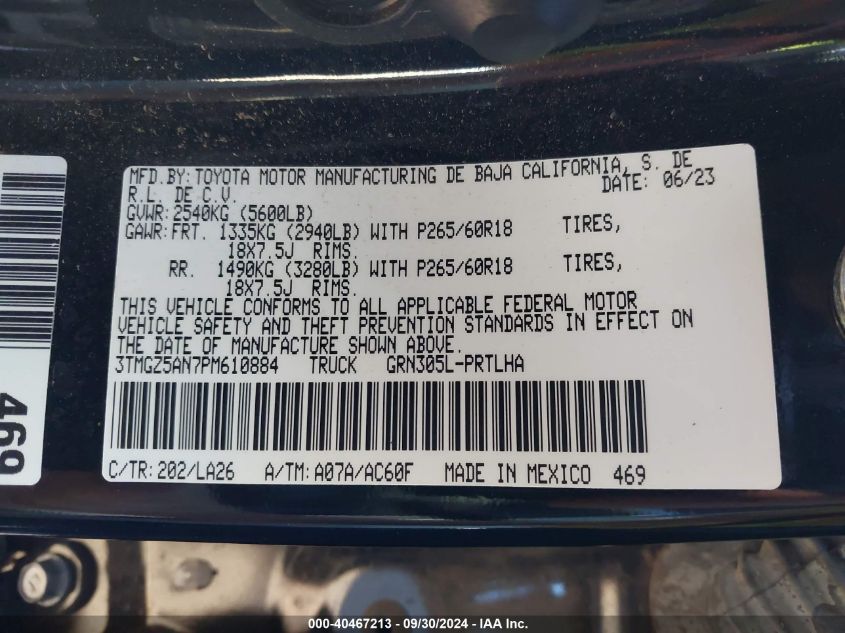 MFD.BY:TOYOTA MOTOR MANUFACTURING DE BAJA CALIFORNIA, S. DE
R.L. DE C.V. DATE: 06/23
GVWR:2540KG (5600LB)
GAWR:FRT. 1335KG (2940LB) WITH P265/60R18 TIRES,
18X7.5J RIMS.
RR. 1490KG (3280LB) WITH P265/60R18 TIRES,
18X7.5J RIMS.
THIS VEHICLE CONFORMS TO ALL APPLICABLE FEDERAL MOTOR
VEHICLE SAFETY AND THEFT PREVENTION STANDARDS IN EFFECT ON
THE DATE OF MANUFACTURE SHOWN ABOVE.
3TMGZ5AN7PM610884 TRUCK GRN305L-PRTLHA
C/TR:202/LA26 A/TM:A07A/AC60F MADE IN MEXICO 469
469
000-40467213 - 09/30/2024 - PRTLHA Inc.